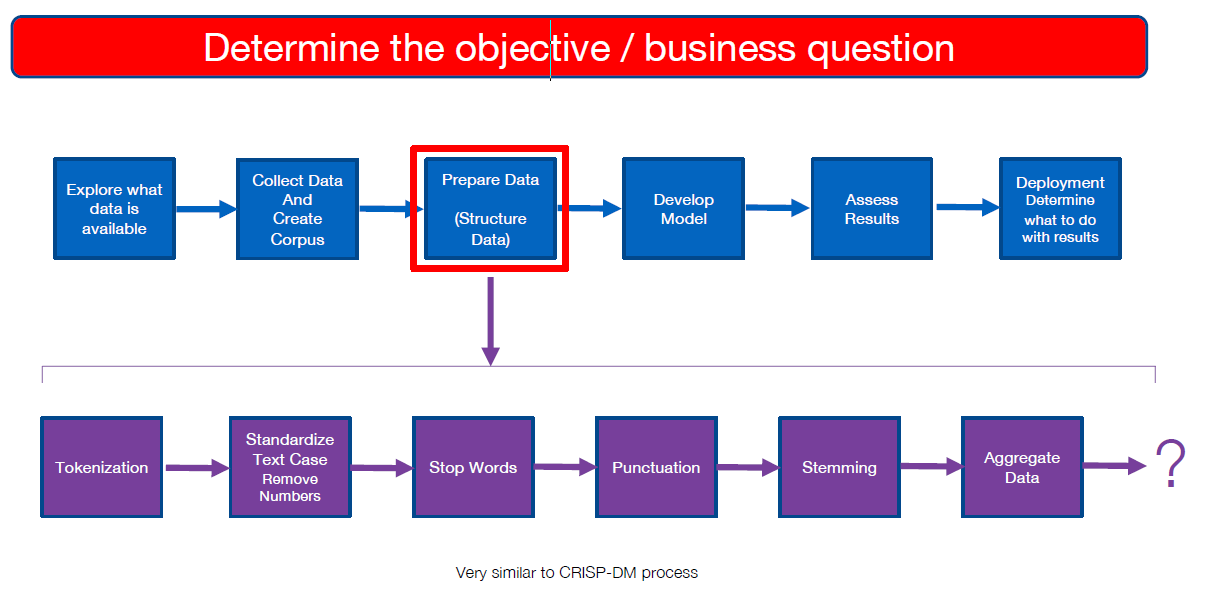 Determine the objective / business question
Explore what
data is
available
Collect Data
And
Create
Corpus
Prepare Data
(Structure
Data)
Develop
Model
Assess
Results
Deployment
Determine
what to do
with results
Tokenization
Standardize
Text Case
Remove
Numbers
Stop Words
Punctuation
Stemming
Aggregate
Data
?
Very similar to CRISP-DM process